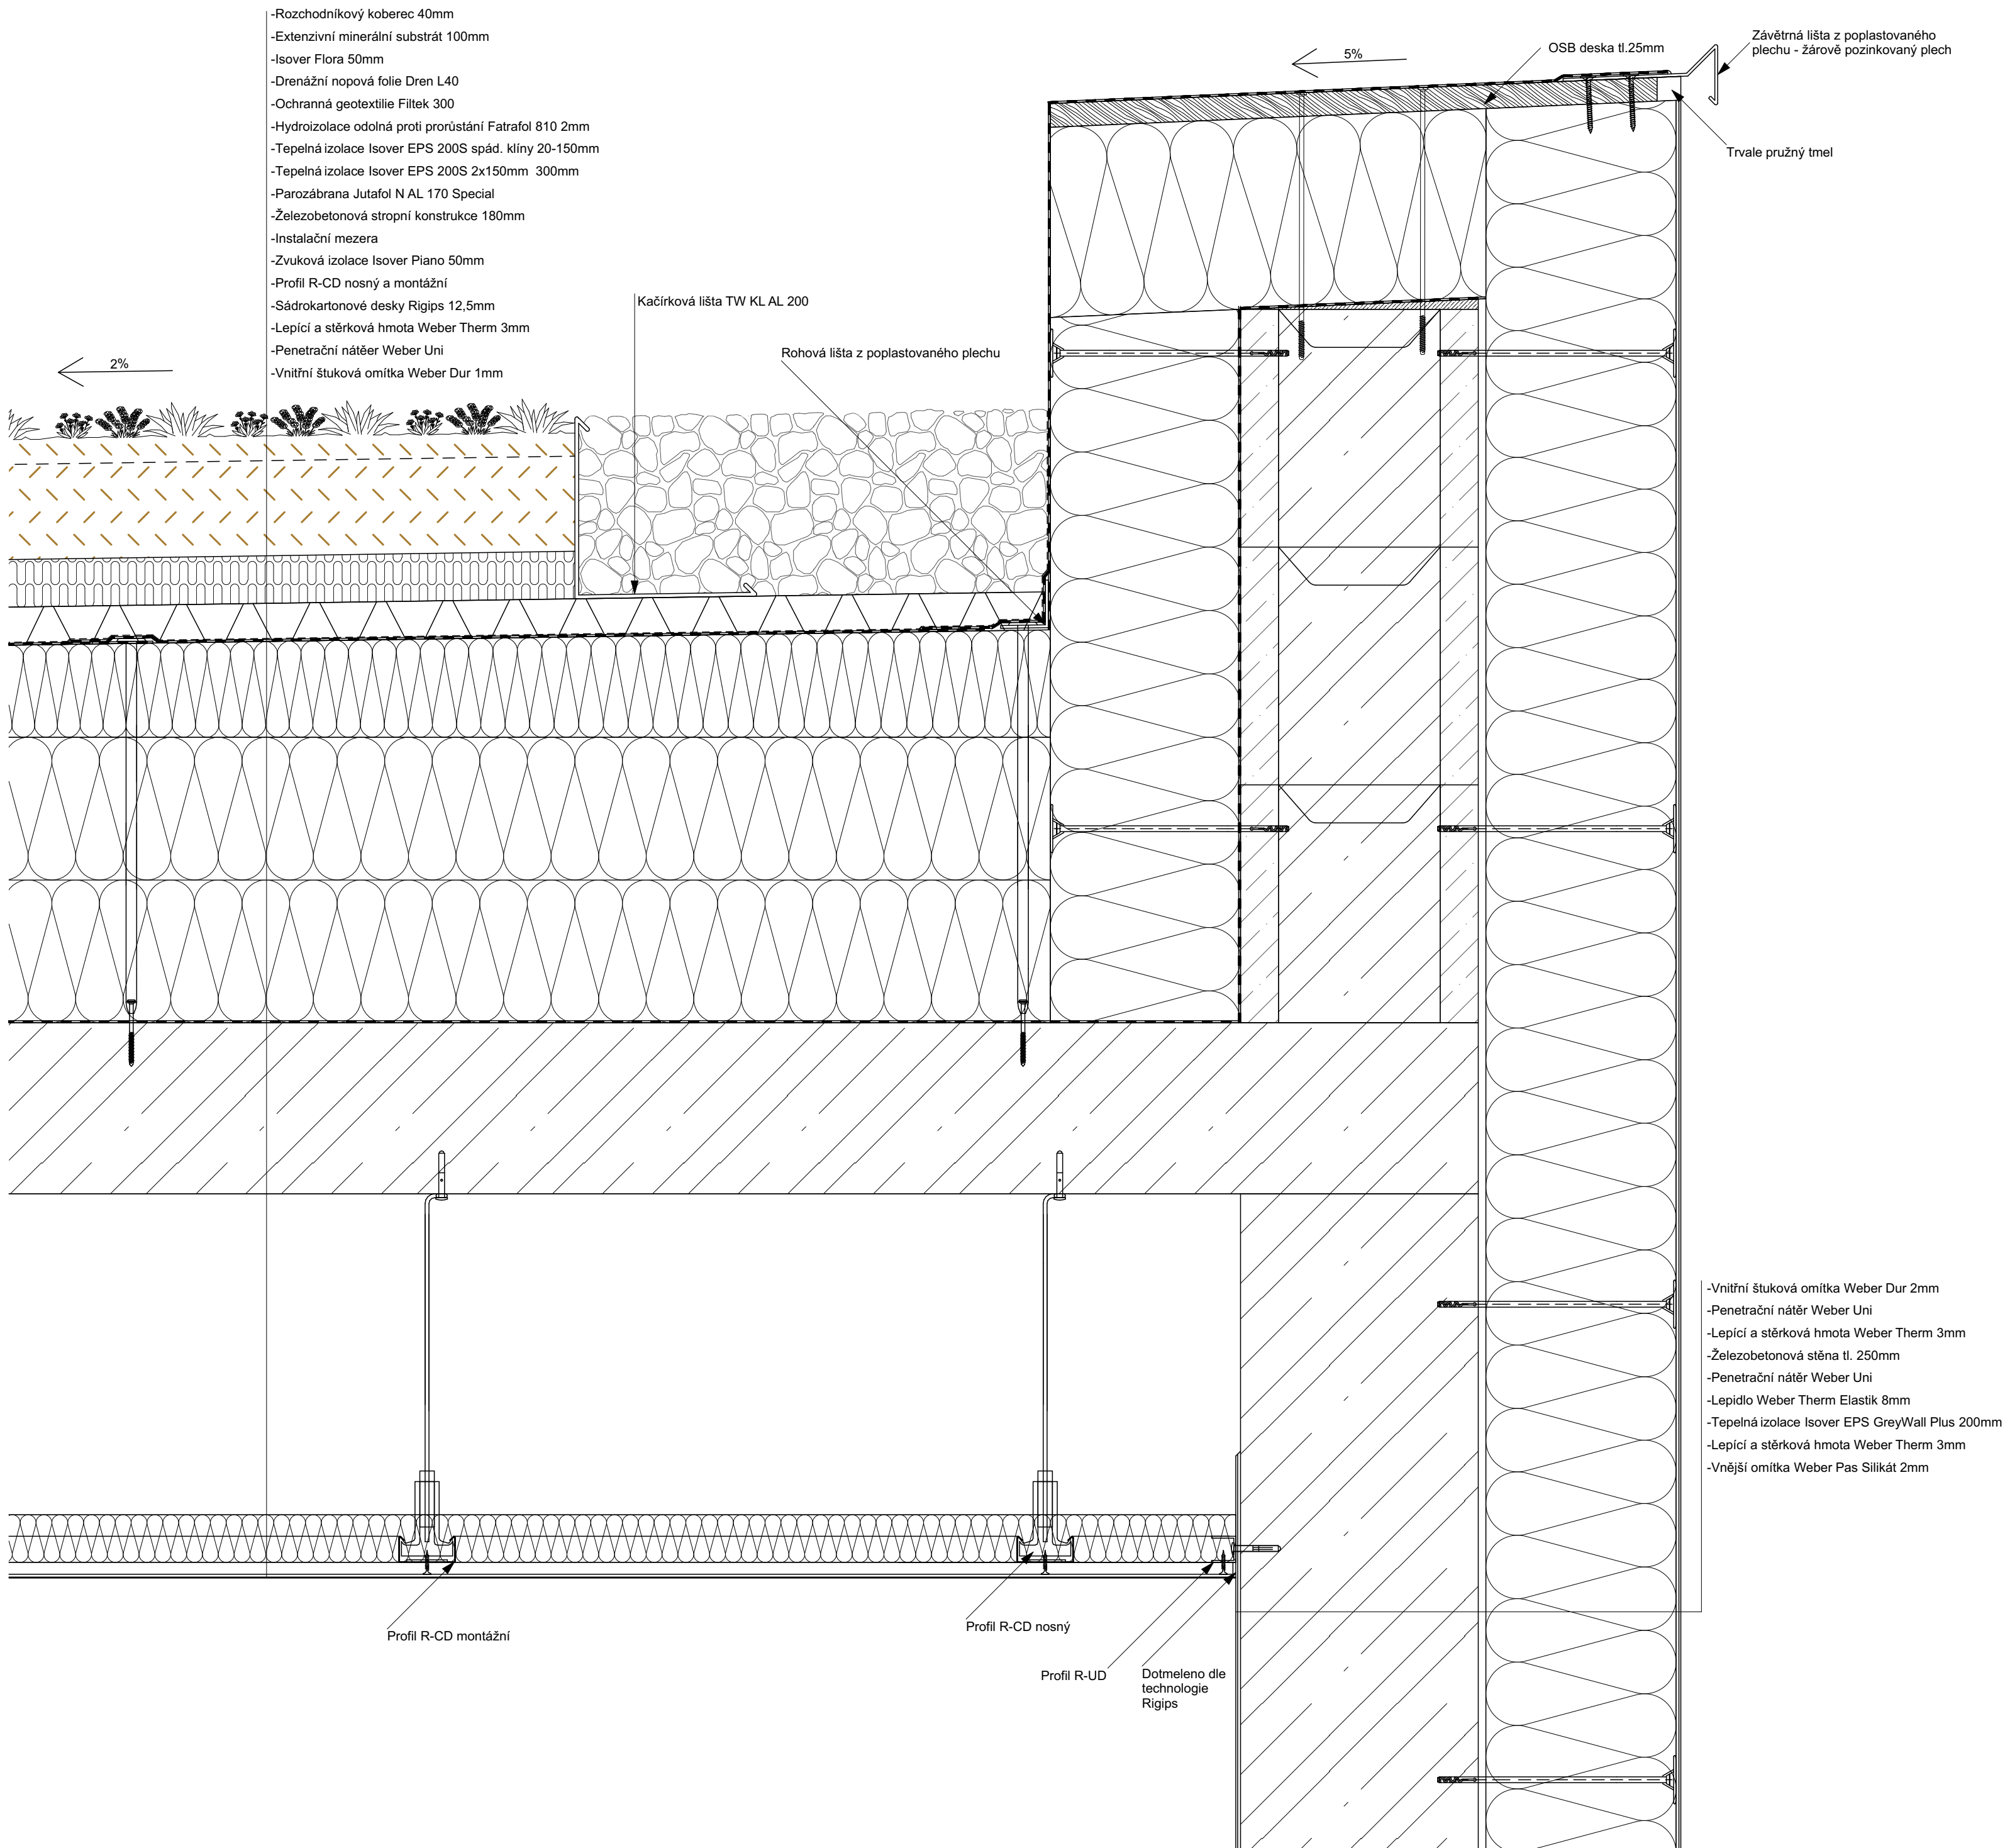 -Rozchodníkový koberec 40mm
-Extenzivní minerální substrát 100mm
-Isover Flora 50mm
-Drenážní nopová folie Dren L40
-Ochranná geotextilie Filtek 300
-Hydroizolace odolná proti prorůstání Fatrafol 810 2mm
-Tepelná izolace Isover EPS 200S spád. klíny 20-150mm
-Tepelná izolace Isover EPS 200S 2x150mm  300mm
-Parozábrana Jutafol N AL 170 Special
-Železobetonová stropní konstrukce 180mm
-Instalační mezera
-Zvuková izolace Isover Piano 50mm
-Profil R-CD nosný a montážní
-Sádrokartonové desky Rigips 12,5mm
-Lepící a stěrková hmota Weber Therm 3mm
-Penetrační nátěer Weber Uni
-Vnitřní štuková omítka Weber Dur 1mm
2%
Kačírková lišta TW KL AL 200
Rohová lišta z poplastovaného plechu
5%
OSB deska tl.25mm
Závětrná lišta z poplastovaného
plechu - žárově pozinkovaný plech
Trvale pružný tmel
-Vnitřní štuková omítka Weber Dur 2mm
-Penetrační nátěr Weber Uni
-Lepící a stěrková hmota Weber Therm 3mm
-Železobetonová stěna tl. 250mm
-Penetrační nátěr Weber Uni
-Lepidlo Weber Therm Elastik 8mm
-Tepelná izolace Isover EPS GreyWall Plus 200mm
-Lepící a stěrková hmota Weber Therm 3mm
-Vnější omítka Weber Pas Silikát 2mm
Profil R-CD montážní
Profil R-CD nosný
Profil R-UD
Dotmeleno dle
technologie
Rigips